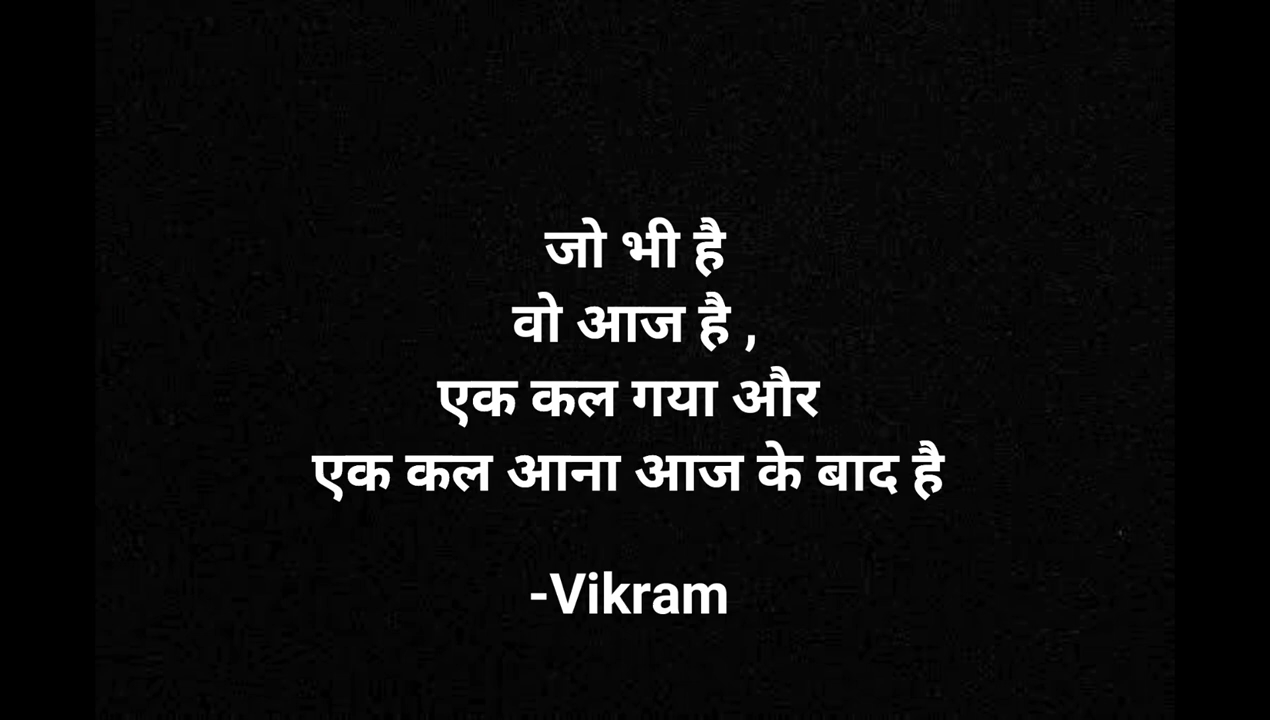 जो भी है
वो आज है ,
एक कल गया और
एक कल आना आज के बाद है
-Vikram